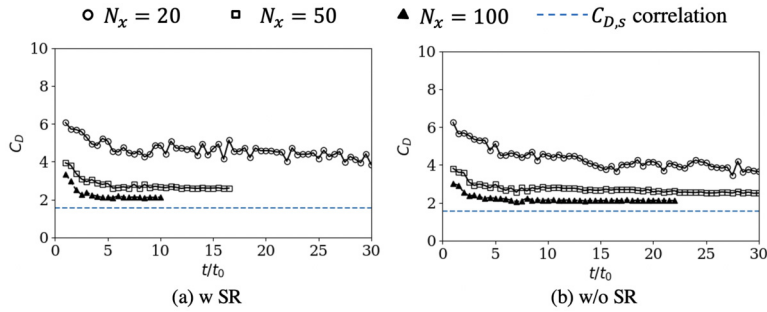 N_x = 20 N_x = 50 N_x = 100 C_{D,s} correlation
C_D
10
8
6
4
2
0
0 5 10 15 20 25 30
t/t_0
(a) w SR
C_D
10
8
6
4
2
0
0 5 10 15 20 25 30
t/t_0
(b) w/o SR